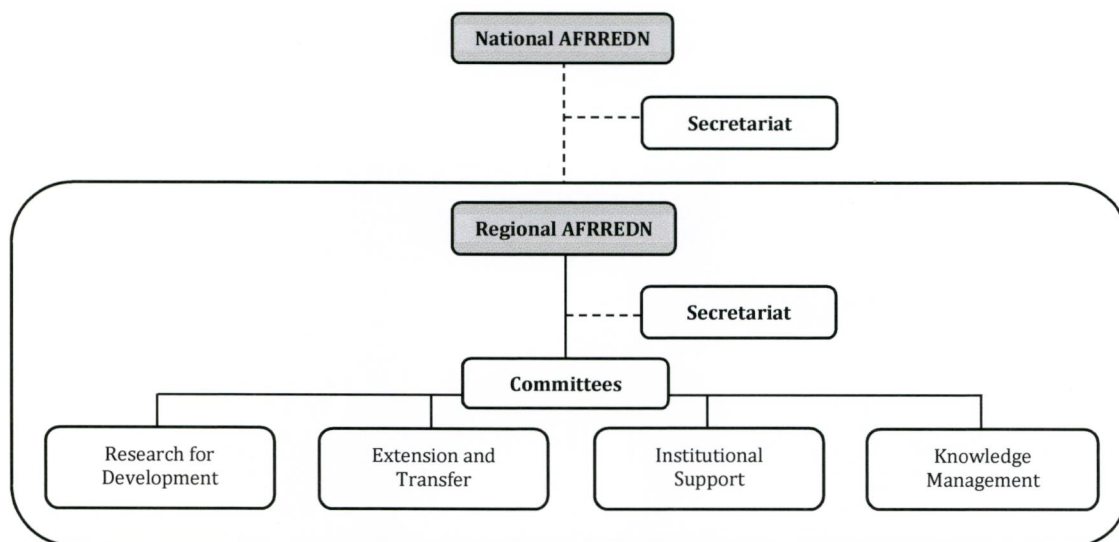 National AFRREDN
Secretariat
Regional AFRREDN
Secretariat
Committees
Research for
Development
Extension and
Transfer
Institutional
Support
Knowledge
Management